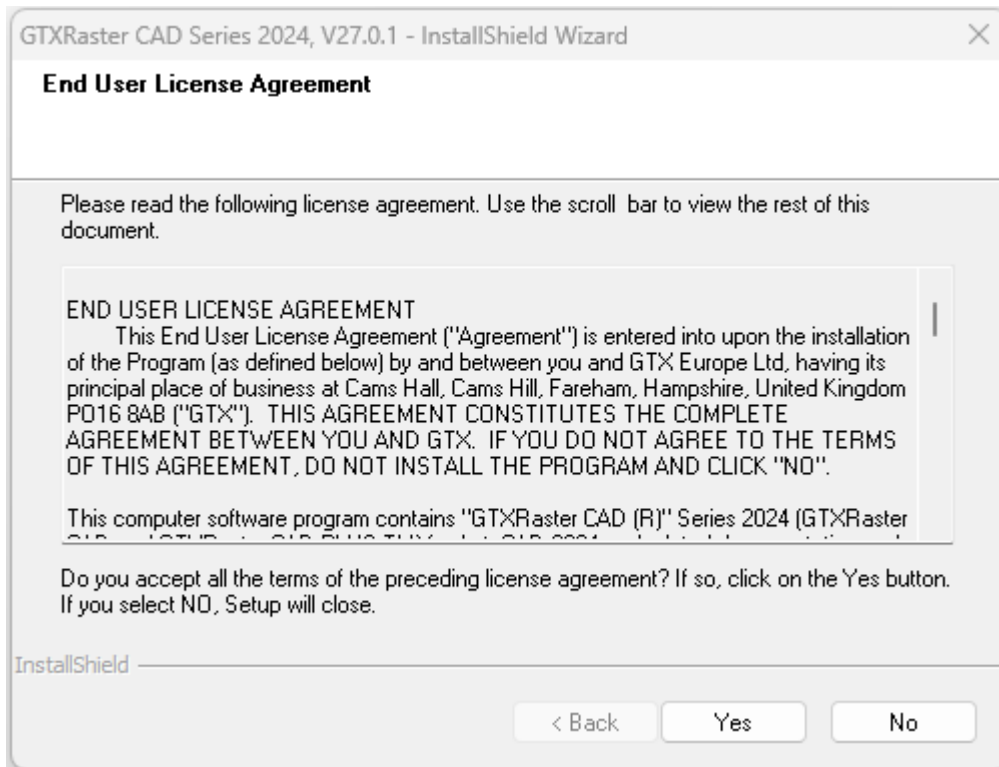 GTXRaster CAD Series 2024, V27.0.1 - InstallShield Wizard
End User License Agreement
Please read the following license agreement. Use the scroll bar to view the rest of this
document.
END USER LICENSE AGREEMENT
This End User License Agreement ("Agreement") is entered into upon the installation
of the Program (as defined below) by and between you and GTX Europe Ltd, having its
principal place of business at Cams Hall, Cams Hill, Fareham, Hampshire, United Kingdom
PO16 8AB ("GTX"). THIS AGREEMENT CONSTITUTES THE COMPLETE
AGREEMENT BETWEEN YOU AND GTX. IF YOU DO NOT AGREE TO THE TERMS
OF THIS AGREEMENT, DO NOT INSTALL THE PROGRAM AND CLICK "NO".
This computer software program contains "GTXRaster CAD (R)" Series 2024 (GTXRaster
Do you accept all the terms of the preceding license agreement? If so, click on the Yes button.
If you select NO, Setup will close.
InstallShield
< Back
Yes
No